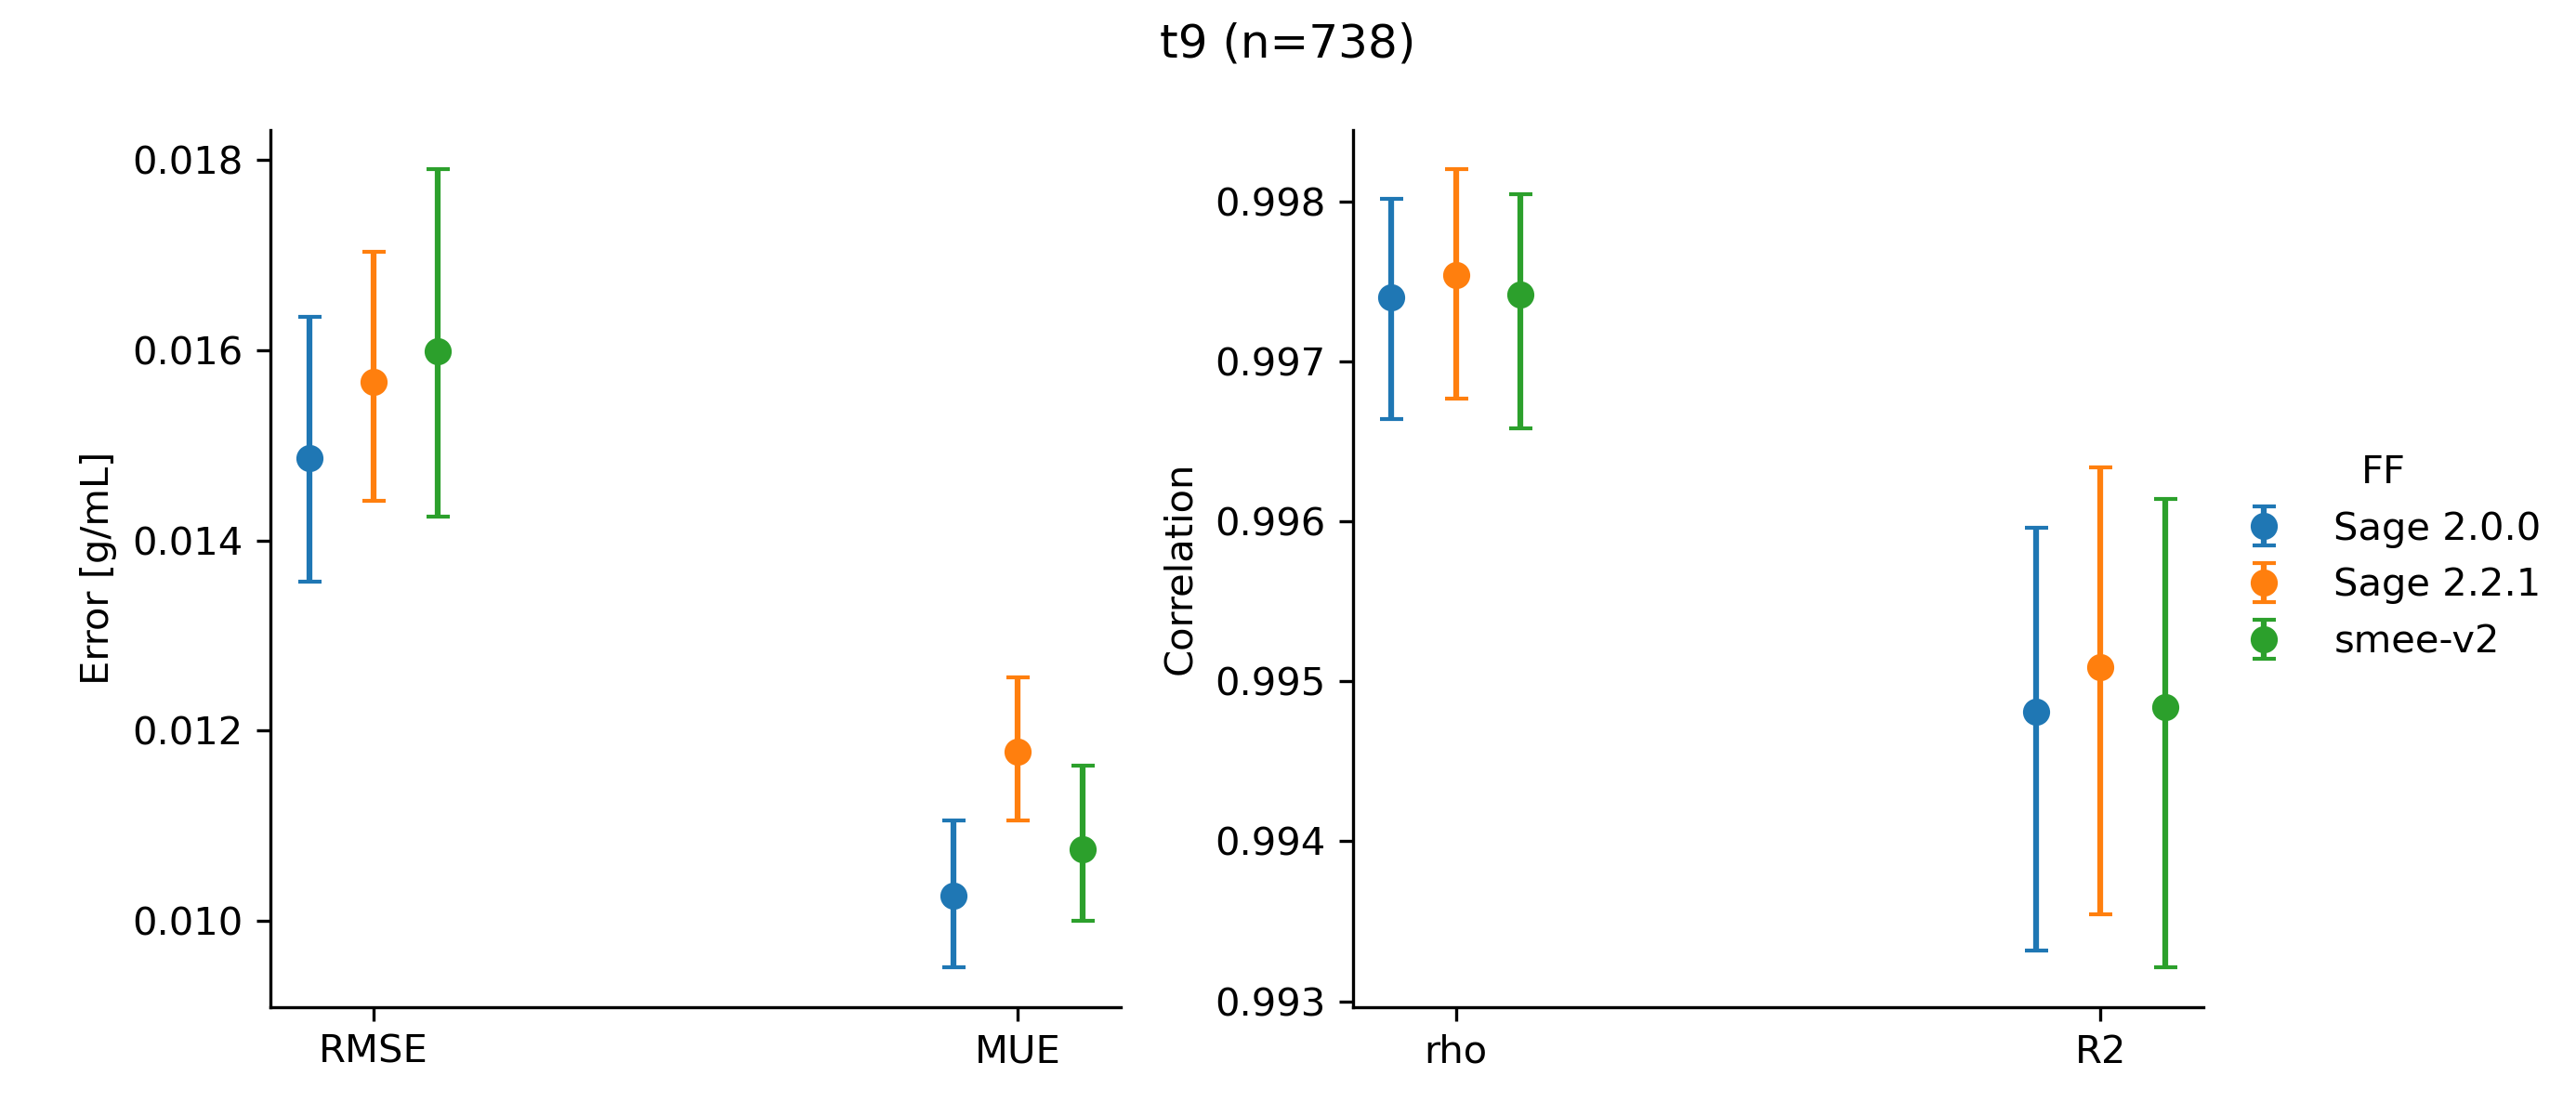 t9 (n=738)
Error [g/mL]
0.018
0.016
0.014
0.012
0.010
RMSE
MUE
Correlation
0.998
0.997
0.996
0.995
0.994
0.993
rho
R2
FF
Sage 2.0.0
Sage 2.2.1
smee-v2